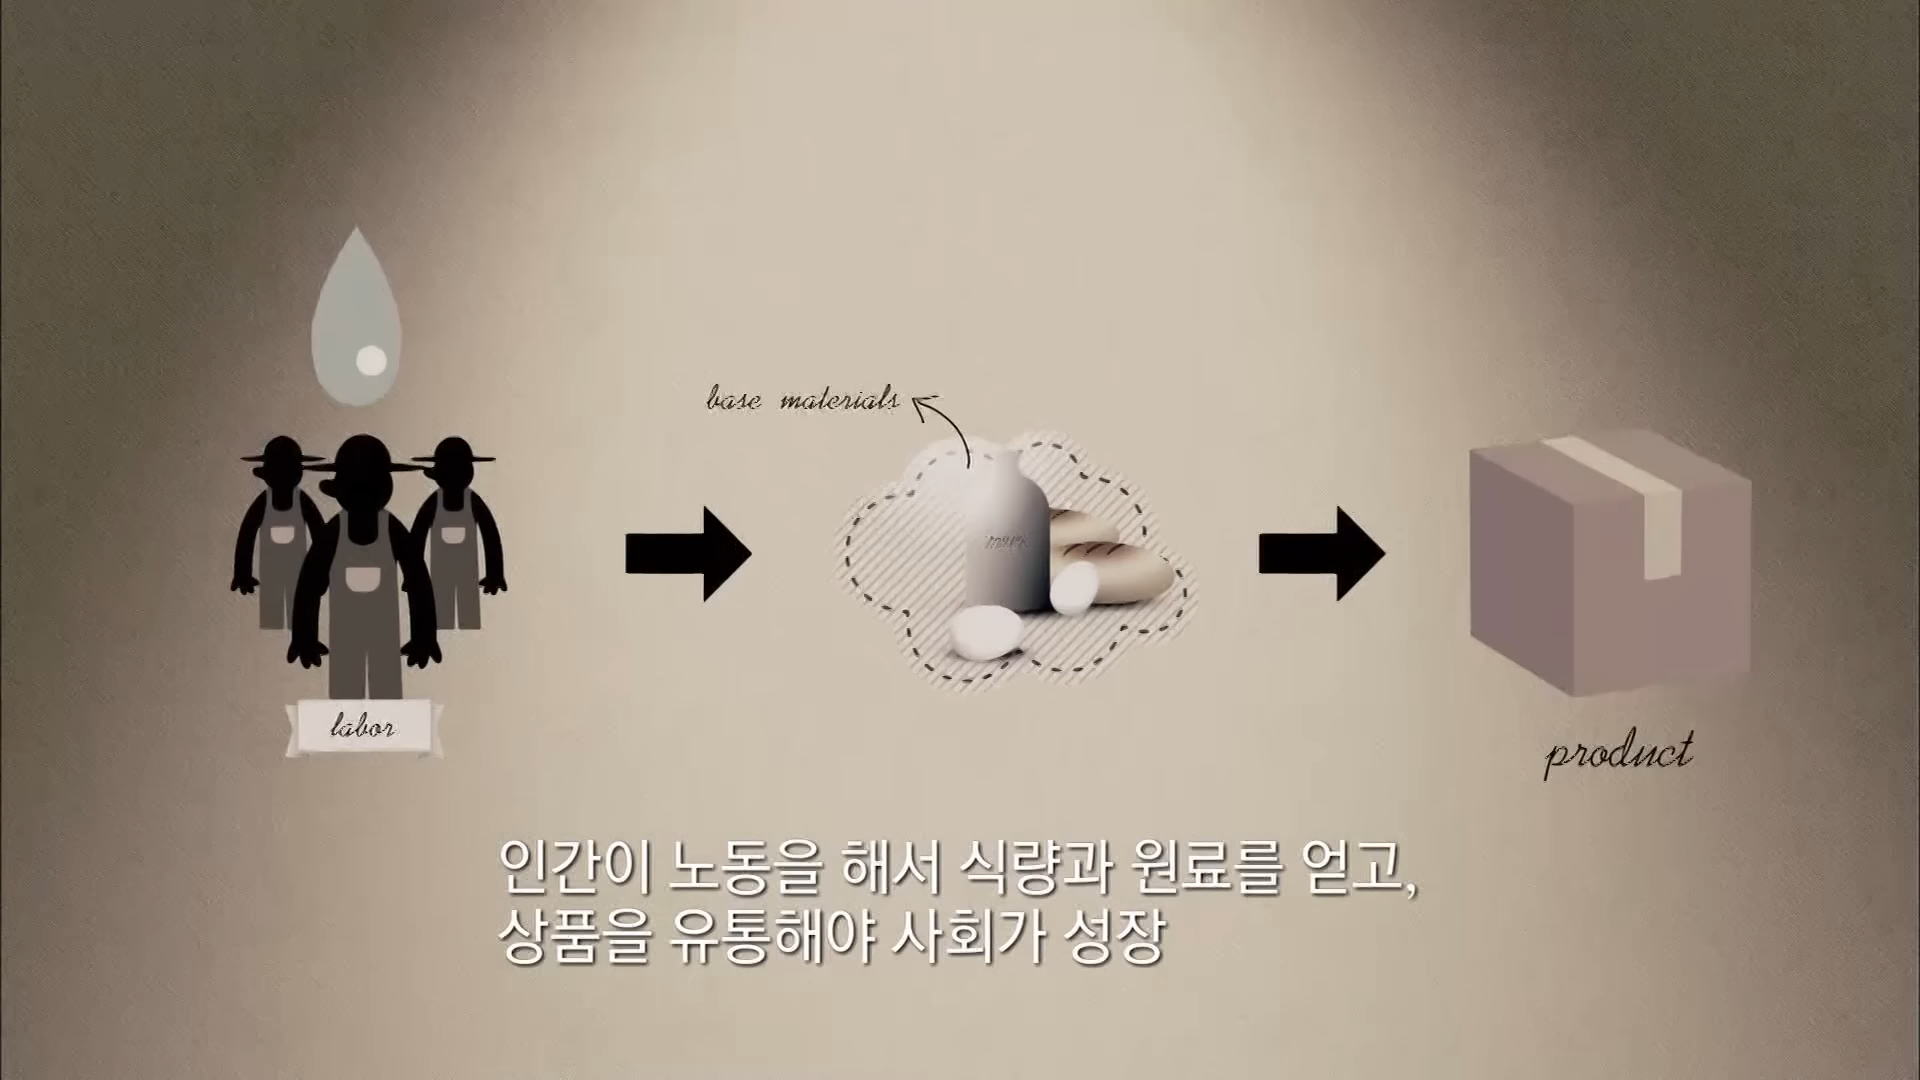 base materials
milk
labor
product
인간이 노동을 해서 식량과 원료를 얻고,
상품을 유통해야 사회가 성장